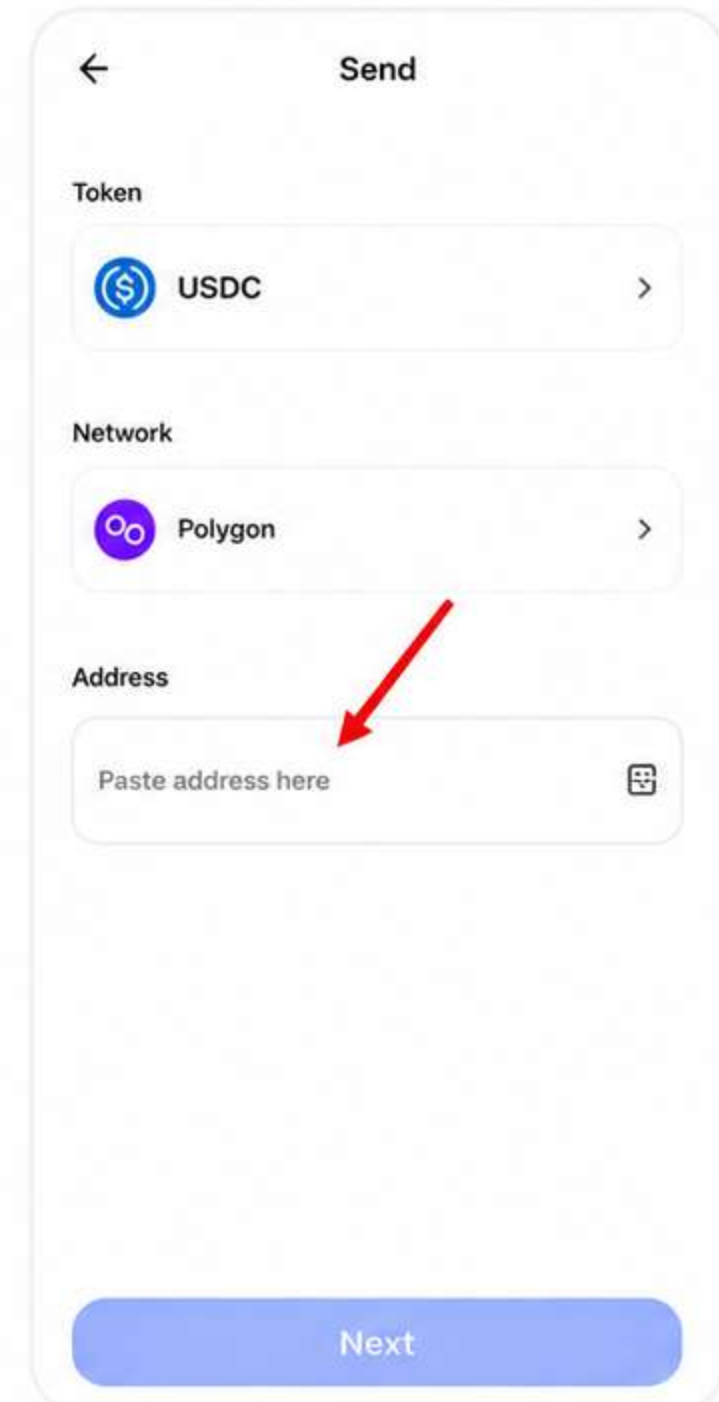 Send
Token
USDC
Network
Polygon
Address
Paste address here
Next